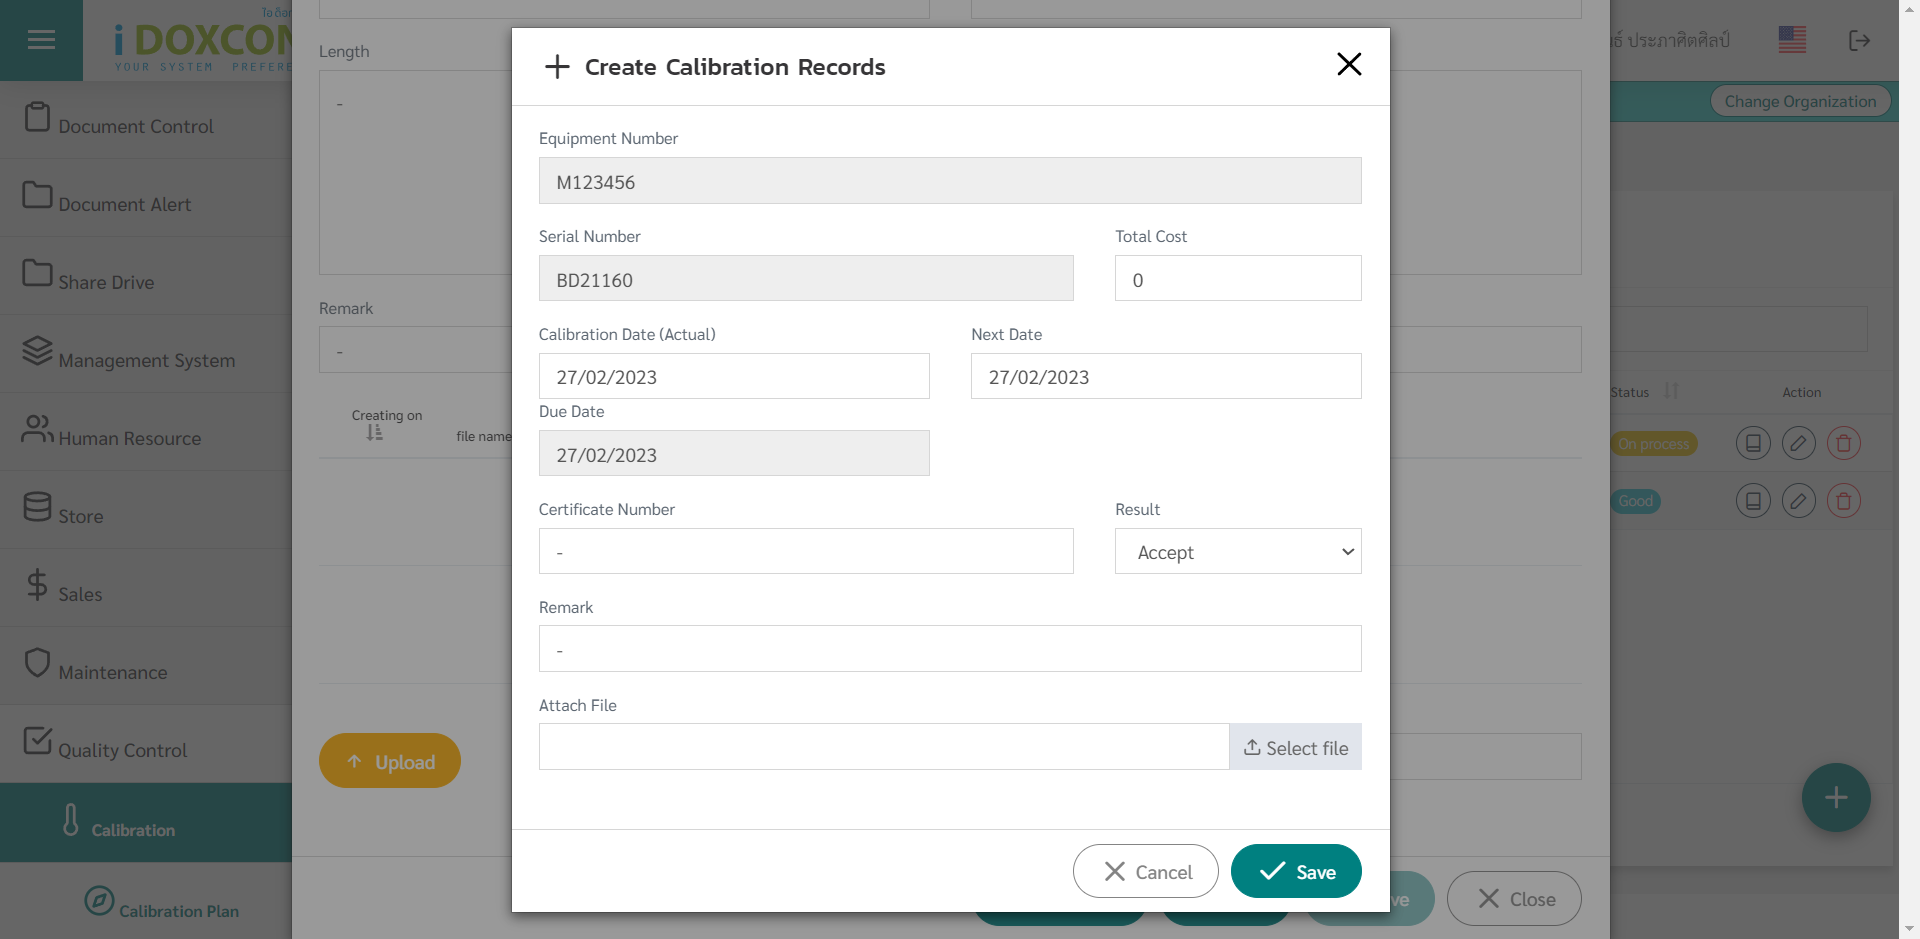 i DOXCON
YOUR SYSTEM PREFERE
ประภาศิตศิลป์
Change Organization
Document Control
Document Alert
Share Drive
Management System
Human Resource
Store
Sales
Maintenance
Quality Control
Calibration
Calibration Plan
Length
-
Remark
-
Creating on
file name
Upload
Create Calibration Records
Equipment Number
M123456
Serial Number
Total Cost
BD21160
0
Calibration Date (Actual)
Next Date
27/02/2023
27/02/2023
Due Date
27/02/2023
Certificate Number
Result
-
Accept
Remark
-
Attach File
Select file
Cancel
Save
Close
Status
Action
On process
Good